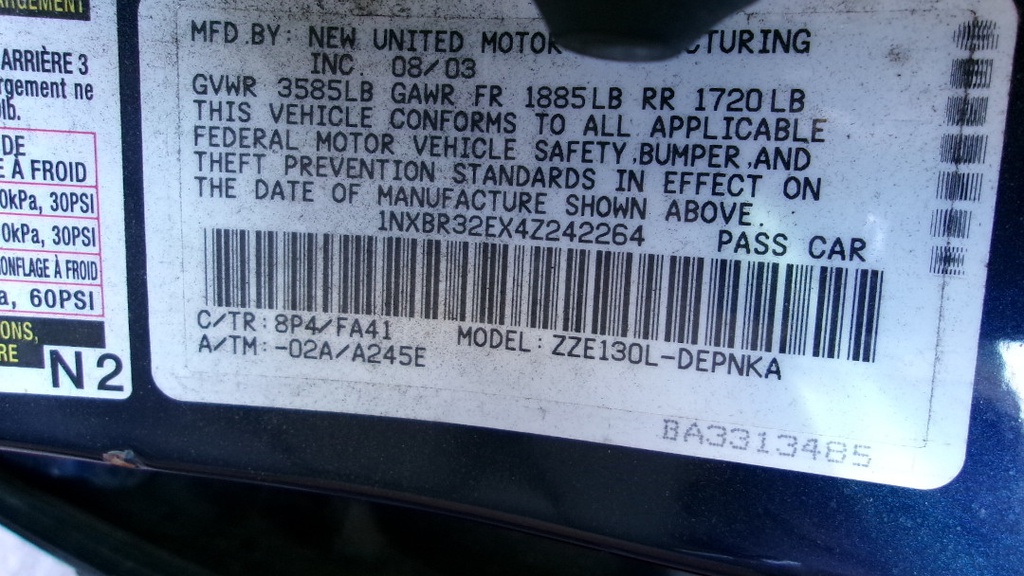 ARGEMENT
ARRIÈRE 3
rgement ne
lb.
DE
E À FROID
0kPa, 30PSI
0kPa, 30PSI
ONFLAGE À FROID
a, 60PSI
ONS,
RE
N2
MFD.BY: NEW UNITED MOTOR CTURING
INC. 08/03
GVWR 3585LB GAWR FR 1885LB RR 1720LB
THIS VEHICLE CONFORMS TO ALL APPLICABLE
FEDERAL MOTOR VEHICLE SAFETY,BUMPER,AND
THEFT PREVENTION STANDARDS IN EFFECT ON
THE DATE OF MANUFACTURE SHOWN ABOVE.
1NXBR32EX4Z242264 PASS CAR
C/TR: 8P4/FA41 MODEL: ZZE130L-DEPNKA
A/TM: -02A/A245E
BA3313485